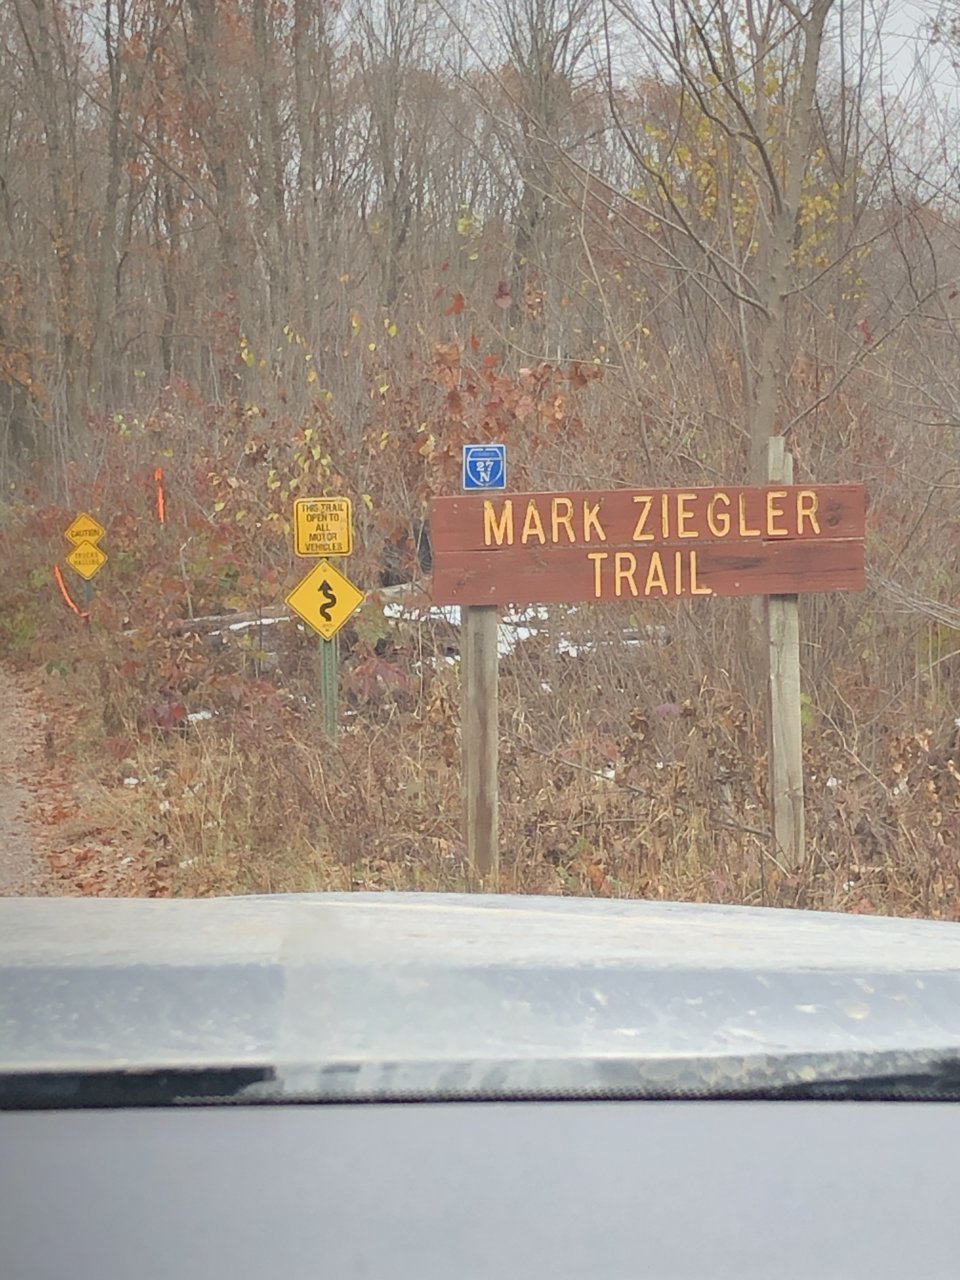 CAUTION
TRUCKS
HAULING
THIS TRAIL
OPEN TO
ALL
MOTOR
VEHICLES
27
N
MARK ZIEGLER
TRAIL